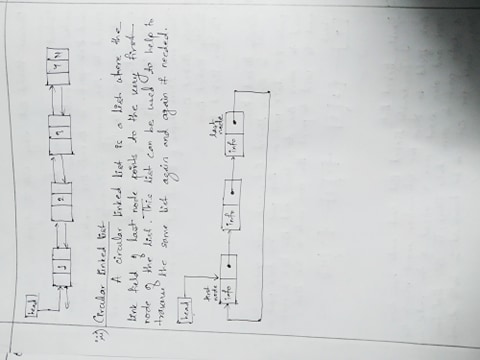 head
1 2 3 4 N
iii) Circular linked list
A circular linked list is a list where the
link field of last node points to the very first
node of the list. This list can be used to help to
traverse the same list again and again if needed.
head
first node
last node
info info info